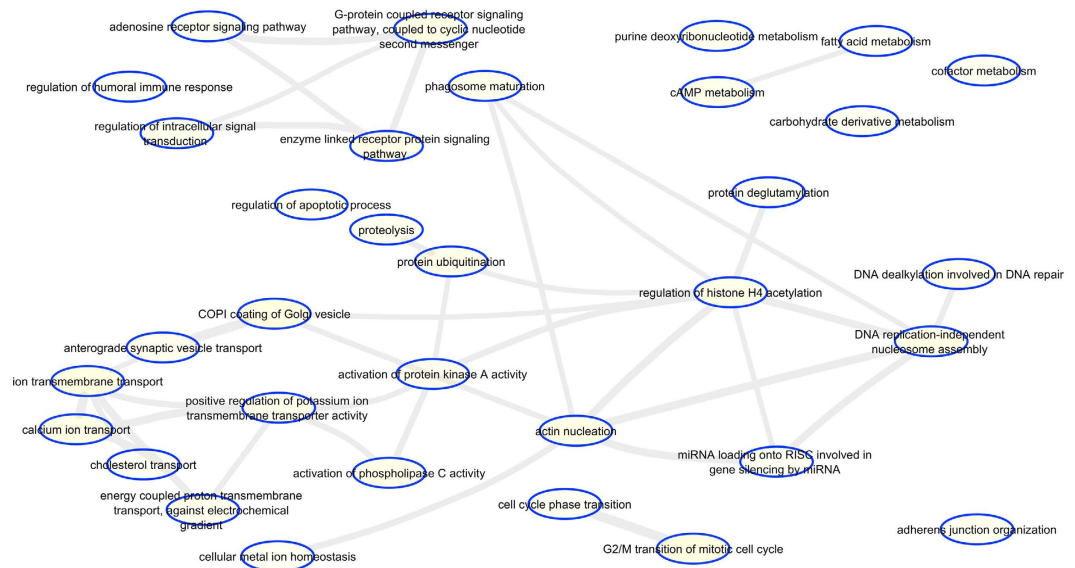 adenosine receptor signaling pathway
G-protein coupled receptor signaling
pathway, coupled to cyclic nucleotide
second messenger
purine deoxyribonucleotide metabolism
fatty acid metabolism
cofactor metabolism
regulation of humoral immune response
phagosome maturation
cAMP metabolism
carbohydrate derivative metabolism
regulation of intracellular signal
transduction
enzyme linked receptor protein signaling
pathway
protein deglutamylation
regulation of apoptotic process
proteolysis
protein ubiquitination
DNA dealkylation involved in DNA repair
regulation of histone H4 acetylation
COPI coating of Golgi vesicle
DNA replication-independent
nucleosome assembly
anterograde synaptic vesicle transport
ion transmembrane transport
activation of protein kinase A activity
positive regulation of potassium ion
transmembrane transporter activity
calcium ion transport
actin nucleation
cholesterol transport
activation of phospholipase C activity
miRNA loading onto RISC involved in
gene silencing by miRNA
energy coupled proton transmembrane
transport, against electrochemical
gradient
cell cycle phase transition
adherens junction organization
cellular metal ion homeostasis
G2/M transition of mitotic cell cycle